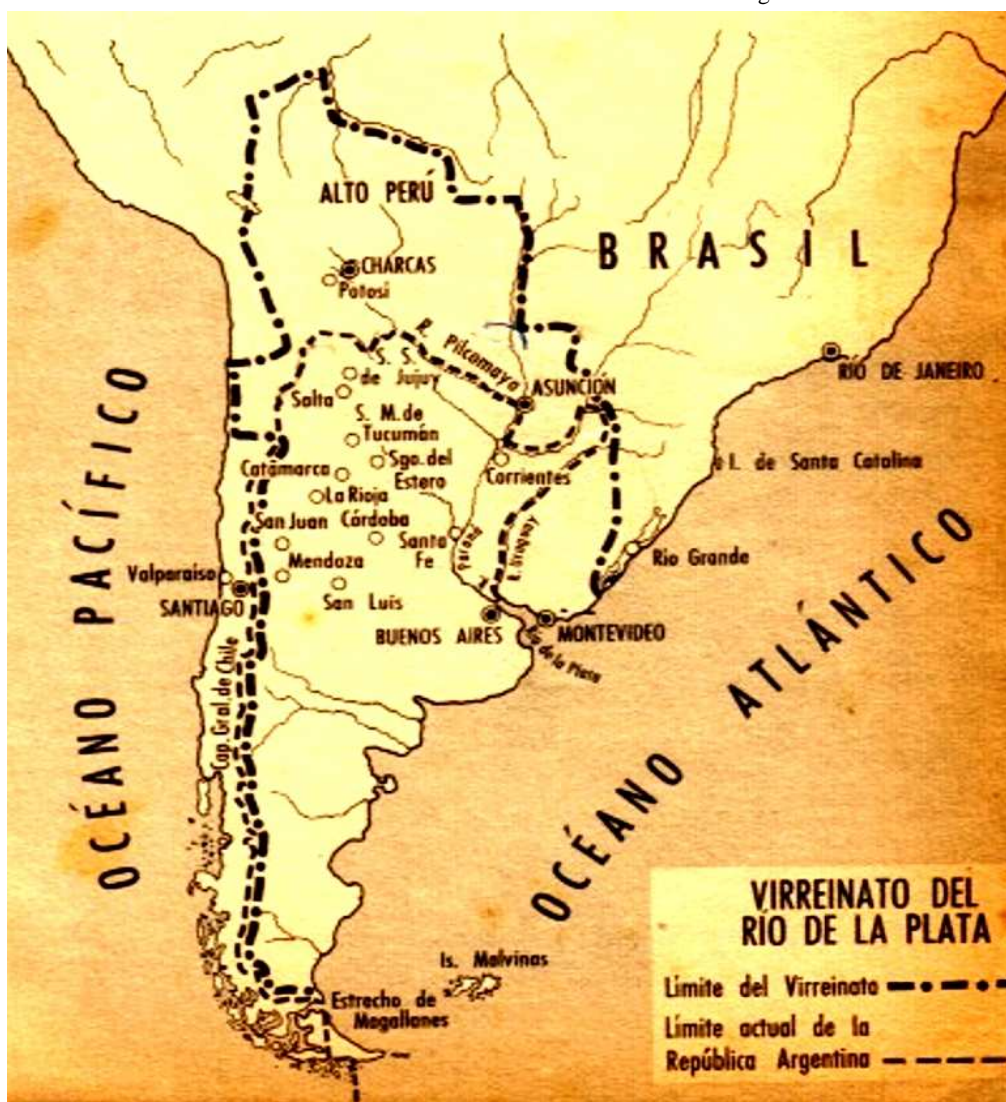 ALTO PERÚ
BRASIL
CHARCAS
Potosi
R. Pilcomayo
ASUNCIÓN
RÍO DE JANEIRO
S. S.
de Jujuy
Salta
S. M. de
Tucumán
Catamarca
Sgo. del
Estero
Corrientes
I. de Santa Catalina
La Rioja
San Juan
Córdoba
Santa
Fe
Paraná
R. Uruguay
Río Grande
Valparaiso
Mendoza
SANTIAGO
San Luis
BUENOS AIRES
MONTEVIDEO
de la Plata
Cap. Gral. de Chile
OCÉANO PACÍFICO
OCÉANO ATLÁNTICO
Is. Malvinas
Estrecho de
Magallanes
VIRREINATO DEL
RÍO DE LA PLATA
Límite del Virreinato
Límite actual de la
República Argentina